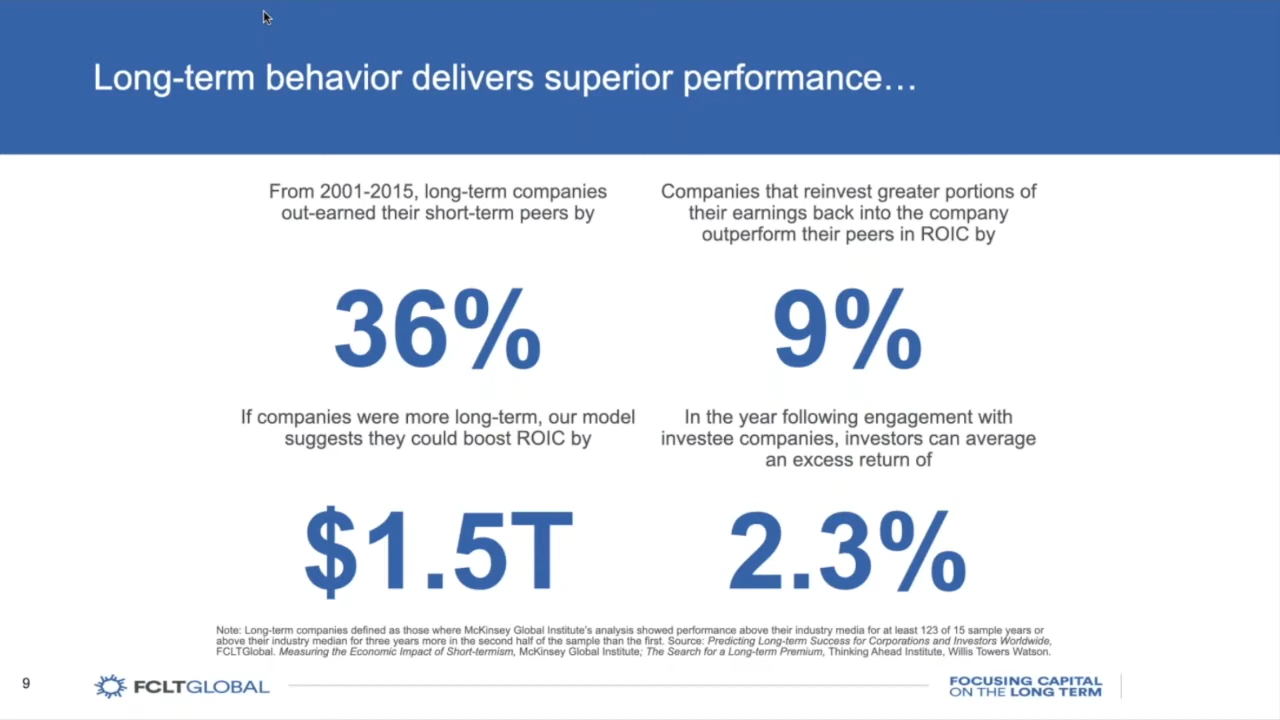 Long-term behavior delivers superior performance…
From 2001-2015, long-term companies
out-earned their short-term peers by
36%
Companies that reinvest greater portions of
their earnings back into the company
outperform their peers in ROIC by
9%
If companies were more long-term, our model
suggests they could boost ROIC by
$1.5T
In the year following engagement with
investee companies, investors can average
an excess return of
2.3%
Note: Long-term companies defined as those where McKinsey Global Institute's analysis showed performance above their industry media for at least 123 of 15 sample years or
above their industry median for three years more in the second half of the sample than the first. Source: Predicting Long-term Success for Corporations and Investors Worldwide,
FCLTGlobal. Measuring the Economic Impact of Short-termism, McKinsey Global Institute; The Search for a Long-term Premium, Thinking Ahead Institute, Willis Towers Watson.
9
FCLTGLOBAL
FOCUSING CAPITAL
ON THE LONG TERM